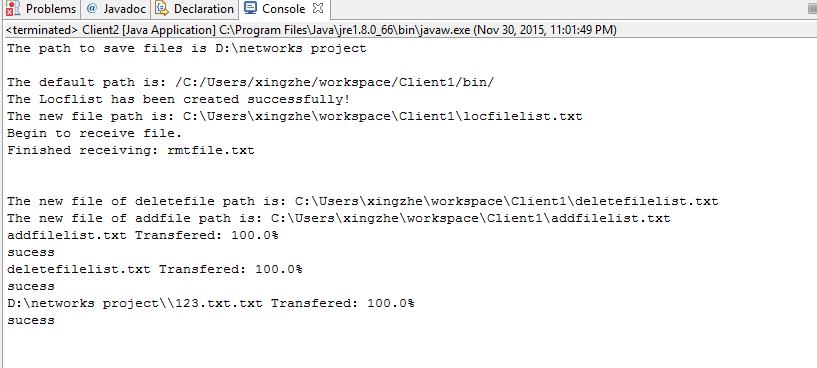 Problems @ Javadoc Declaration Console
<terminated> Client2 [Java Application] C:\Program Files\Java\jre1.8.0_66\bin\javaw.exe (Nov 30, 2015, 11:01:49 PM)
The path to save files is D:\networks project
The default path is: /C:/Users/xingzhe/workspace/Client1/bin/
The Locflist has been created successfully!
The new file path is: C:\Users\xingzhe\workspace\Client1\locfilelist.txt
Begin to receive file.
Finished receiving: rmtfile.txt
The new file of deletefile path is: C:\Users\xingzhe\workspace\Client1\deletefilelist.txt
The new file of addfile path is: C:\Users\xingzhe\workspace\Client1\addfilelist.txt
addfilelist.txt Transfered: 100.0%
sucess
deletefilelist.txt Transfered: 100.0%
sucess
D:\networks project\\123.txt.txt Transfered: 100.0%
sucess